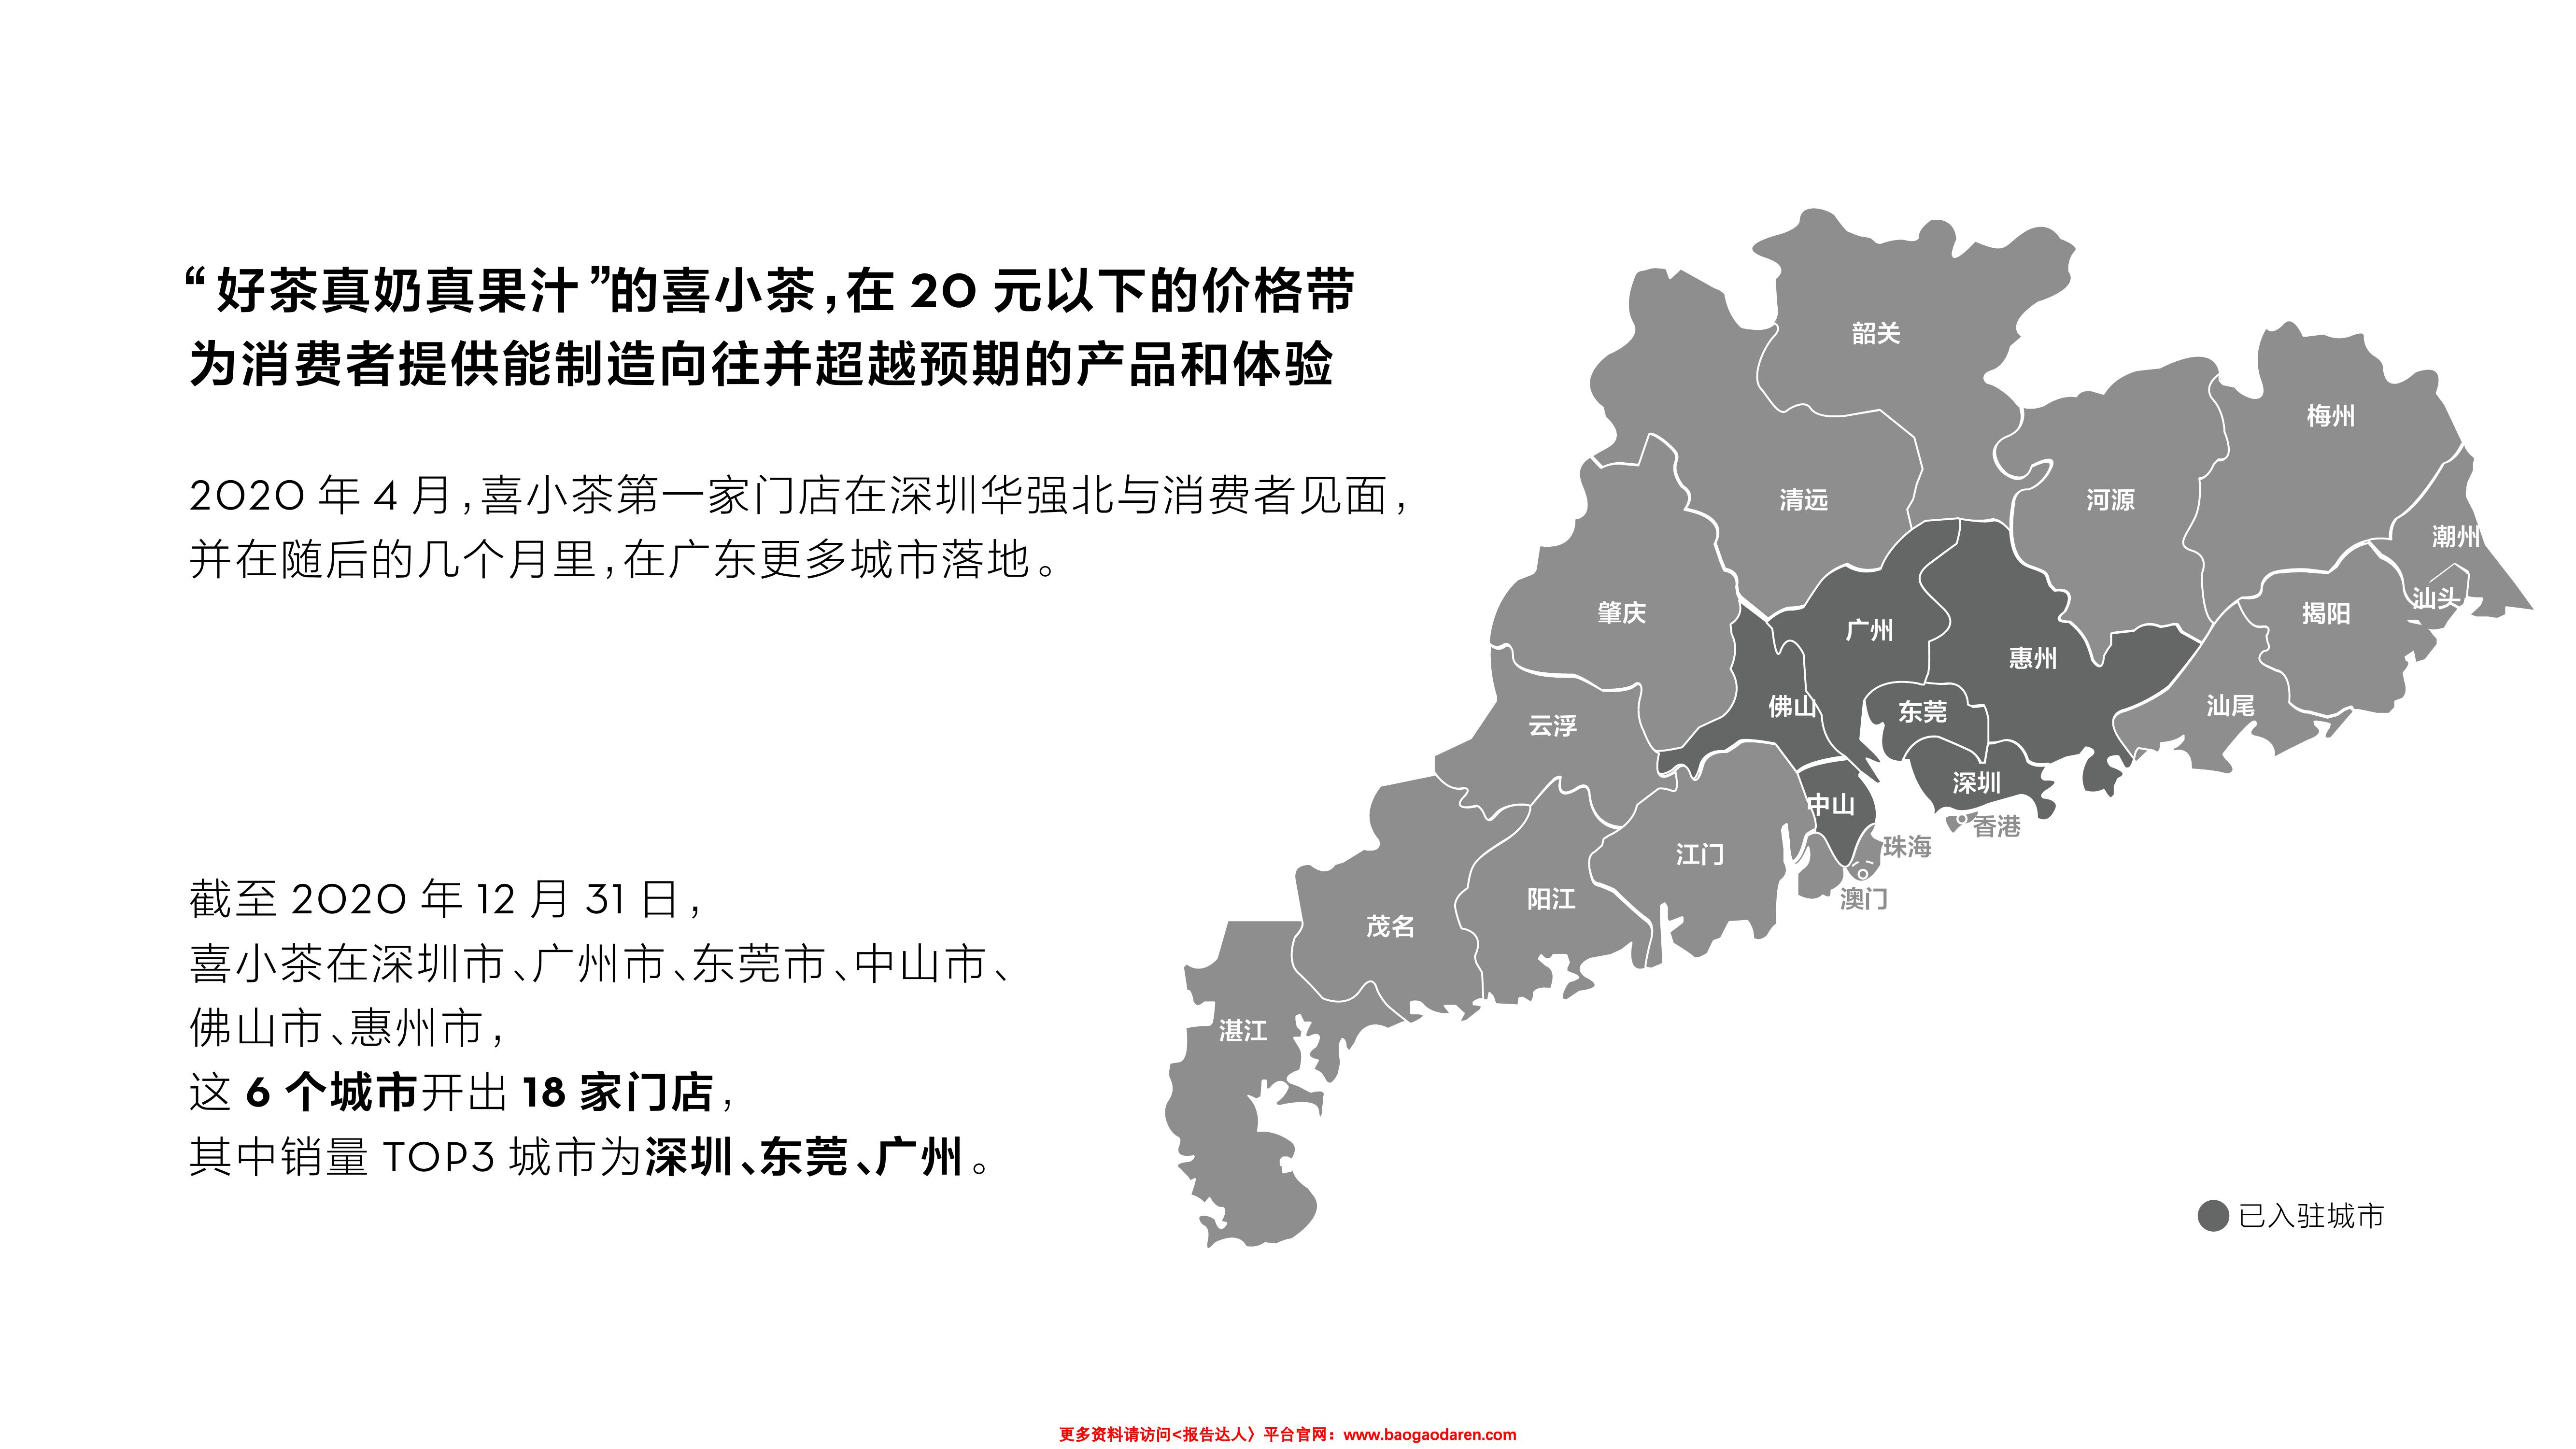 “好茶真奶真果汁”的喜小茶，在 20 元以下的价格带
为消费者提供能制造向往并超越预期的产品和体验
2020 年 4 月，喜小茶第一家门店在深圳华强北与消费者见面，
并在随后的几个月里，在广东更多城市落地。
截至 2020 年 12 月 31 日，
喜小茶在深圳市、广州市、东莞市、中山市、
佛山市、惠州市，
这 6 个城市开出 18 家门店，
其中销量 TOP3 城市为深圳、东莞、广州。
韶关
梅州
清远
河源
潮州
汕头
肇庆
广州
揭阳
惠州
佛山
东莞
汕尾
云浮
深圳
中山
香港
珠海
江门
澳门
阳江
茂名
湛江
已入驻城市
更多资料请访问<报告达人〉平台官网：www.baogaodaren.com